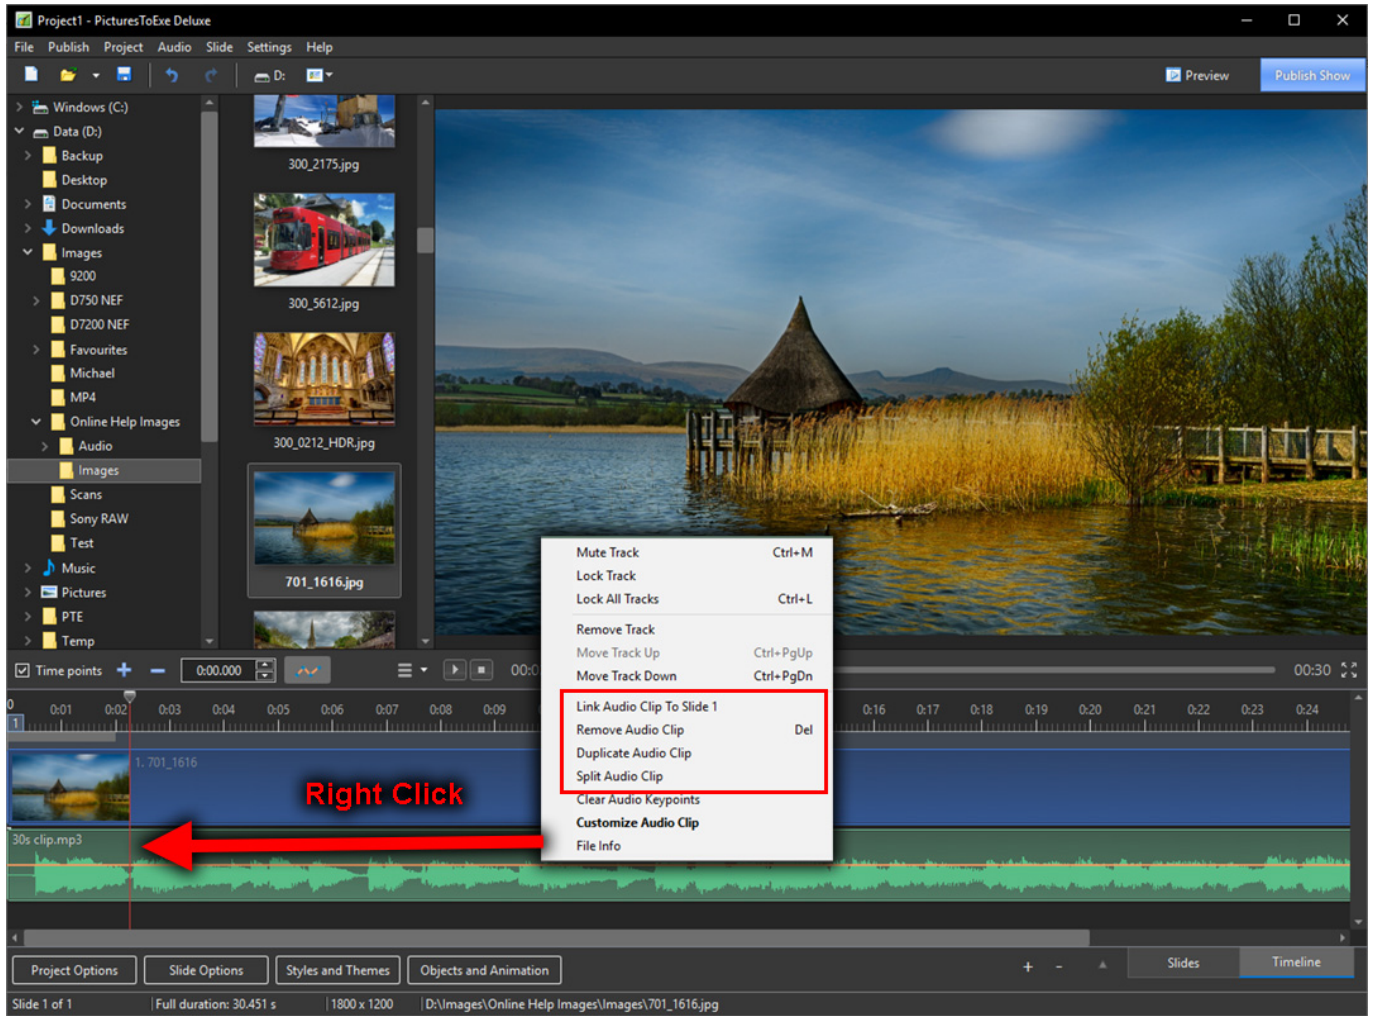 Project1 - PicturesToExe Deluxe
File Publish Project Audio Slide Settings Help
D:
Preview
Publish Show
Windows (C:)
Data (D:)
Backup
Desktop
Documents
Downloads
Images
9200
D750 NEF
D7200 NEF
Favourites
Michael
MP4
Online Help Images
Audio
Images
Scans
Sony RAW
Test
Music
Pictures
PTE
Temp
300_2175.jpg
300_5612.jpg
300_0212_HDR.jpg
701_1616.jpg
Mute Track Ctrl+M
Lock Track
Lock All Tracks Ctrl+L
Remove Track
Move Track Up Ctrl+PgUp
Move Track Down Ctrl+PgDn
Link Audio Clip To Slide 1
Remove Audio Clip Del
Duplicate Audio Clip
Split Audio Clip
Clear Audio Keypoints
Customize Audio Clip
File Info
Time points 0:00.000 00:0 00:30
0 0:01 0:02 0:03 0:04 0:05 0:06 0:07 0:08 0:09 0:16 0:17 0:18 0:19 0:20 0:21 0:22 0:23 0:24
1
1. 701_1616
Right Click
30s clip.mp3
Project Options Slide Options Styles and Themes Objects and Animation + - Slides Timeline
Slide 1 of 1 Full duration: 30.451 s 1800 x 1200 D:\Images\Online Help Images\Images\701_1616.jpg